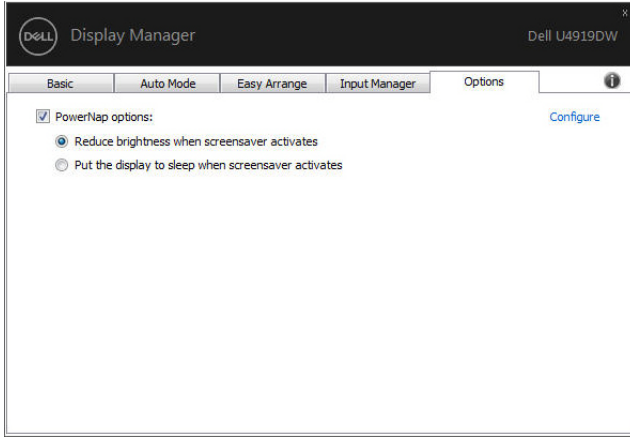 x
DELL Display Manager Dell U4919DW
Basic Auto Mode Easy Arrange Input Manager Options i
PowerNap options: Configure
Reduce brightness when screensaver activates
Put the display to sleep when screensaver activates